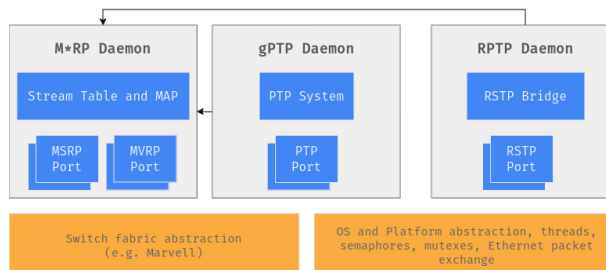 M*RP Daemon
Stream Table and MAP
MSRP
Port
MVRP
Port
gPTP Daemon
PTP System
PTP
Port
RPTP Daemon
RSTP Bridge
RSTP
Port
Switch fabric abstraction
(e.g. Marvell)
OS and Platform abstraction, threads,
semaphores, mutexes, Ethernet packet
exchange